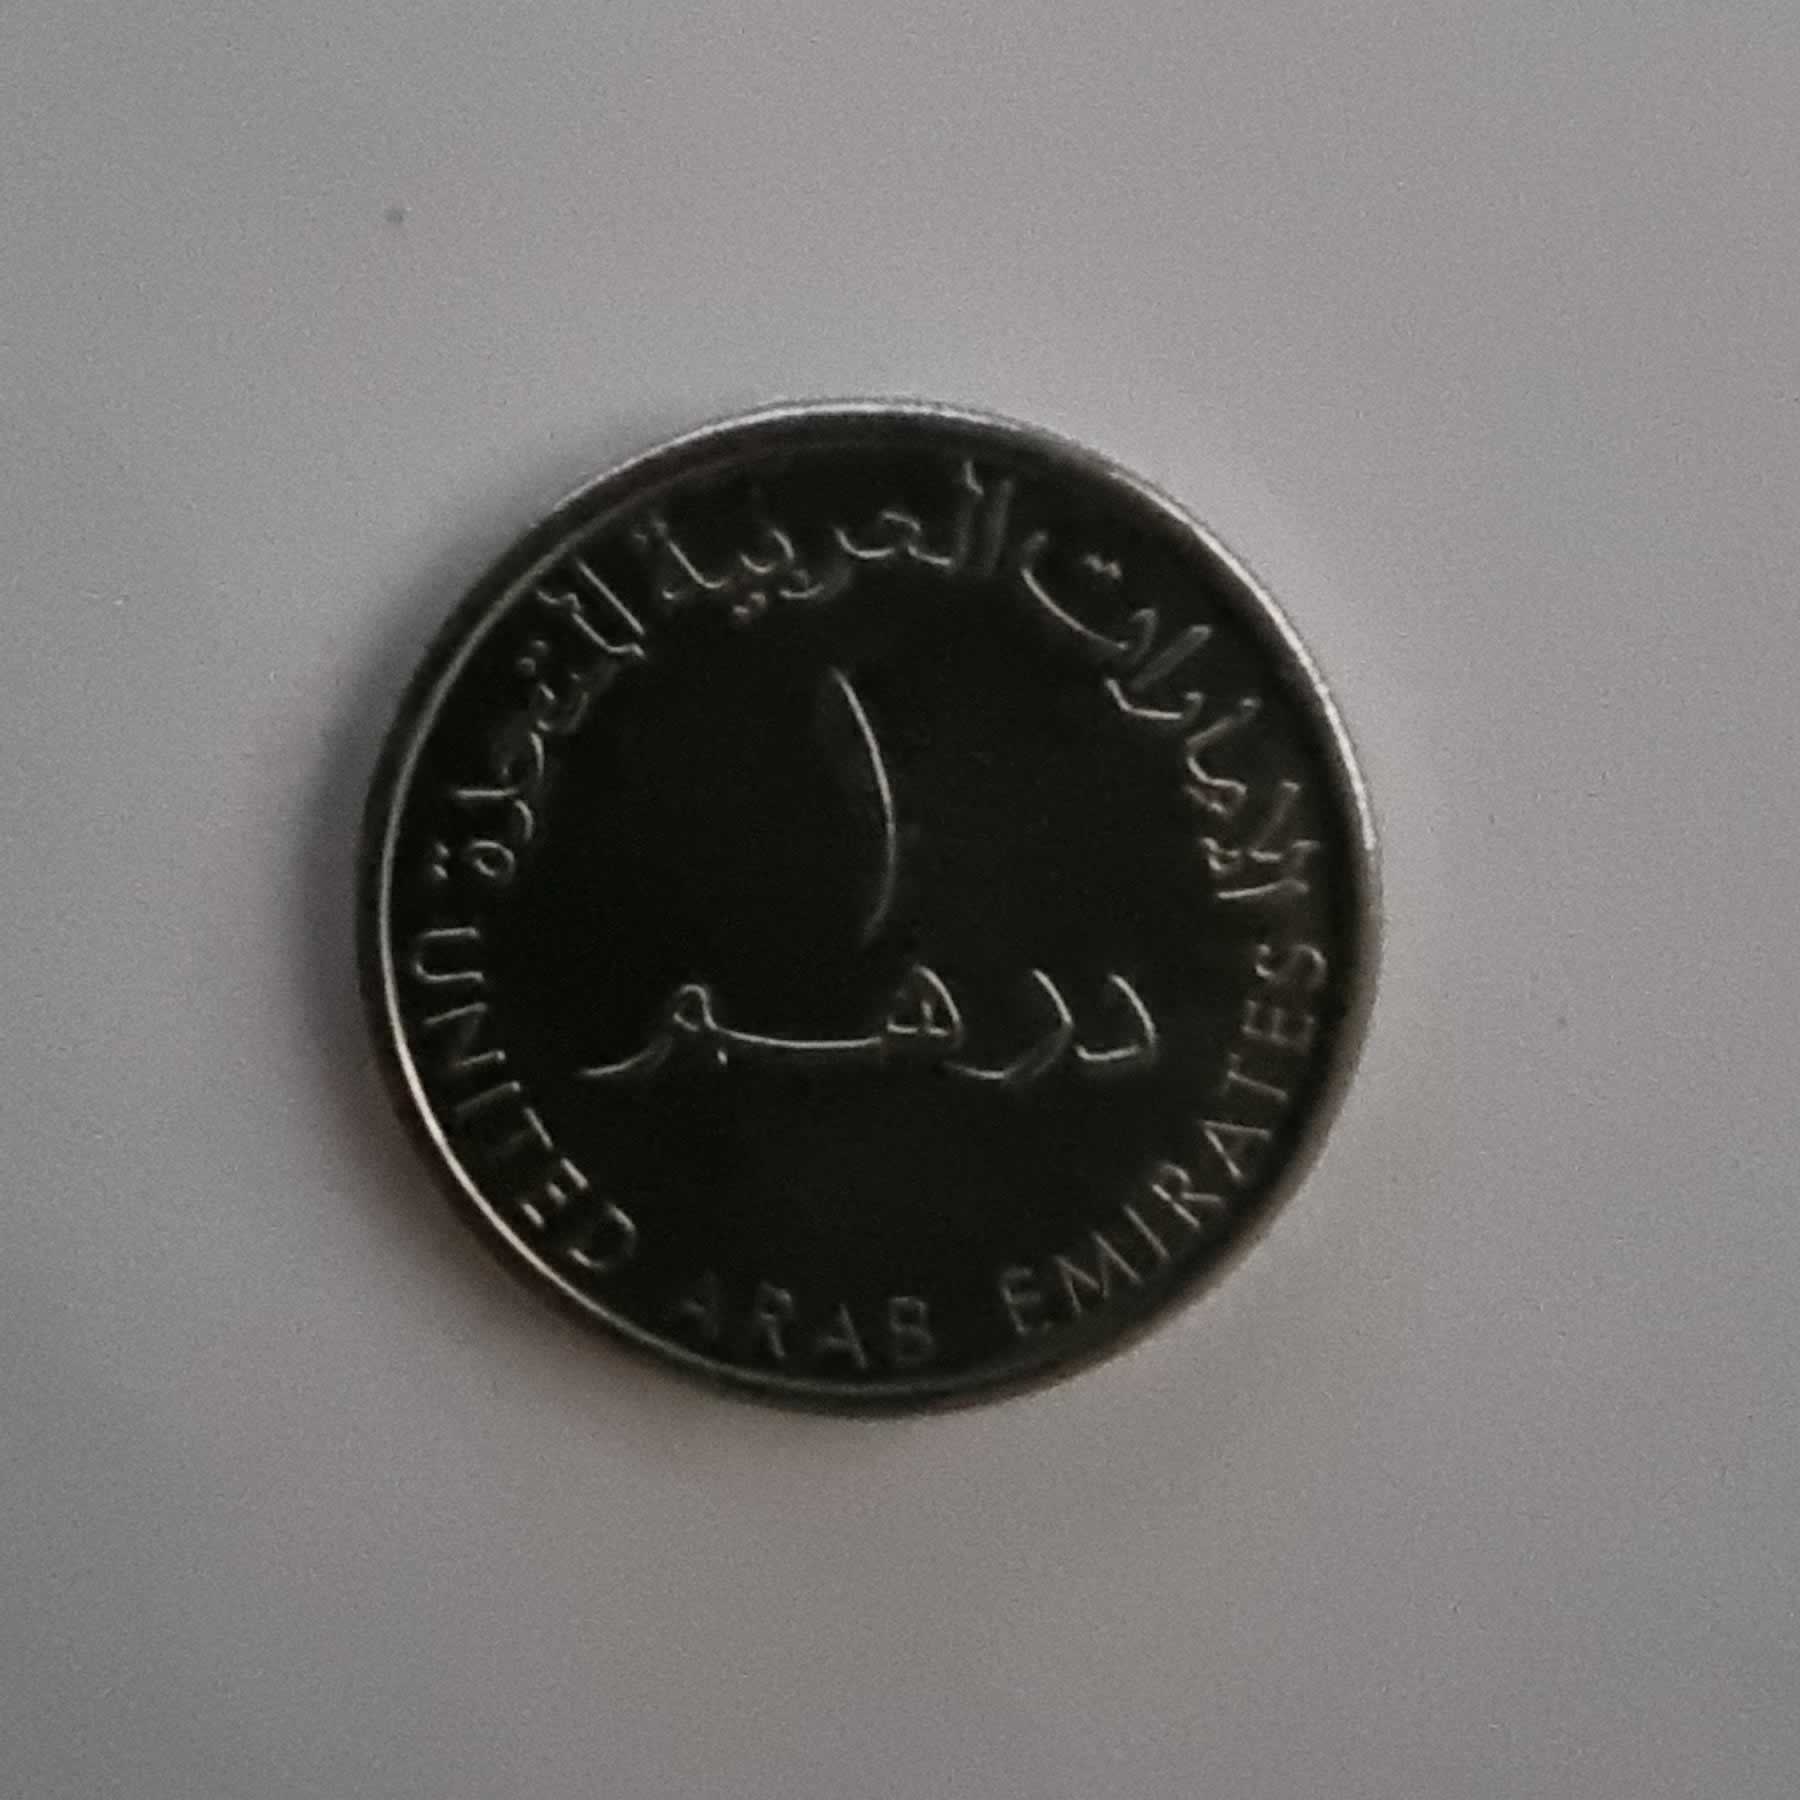 الإمارات العربية المتحدة
١
درهم
UNITED ARAB EMIRATES